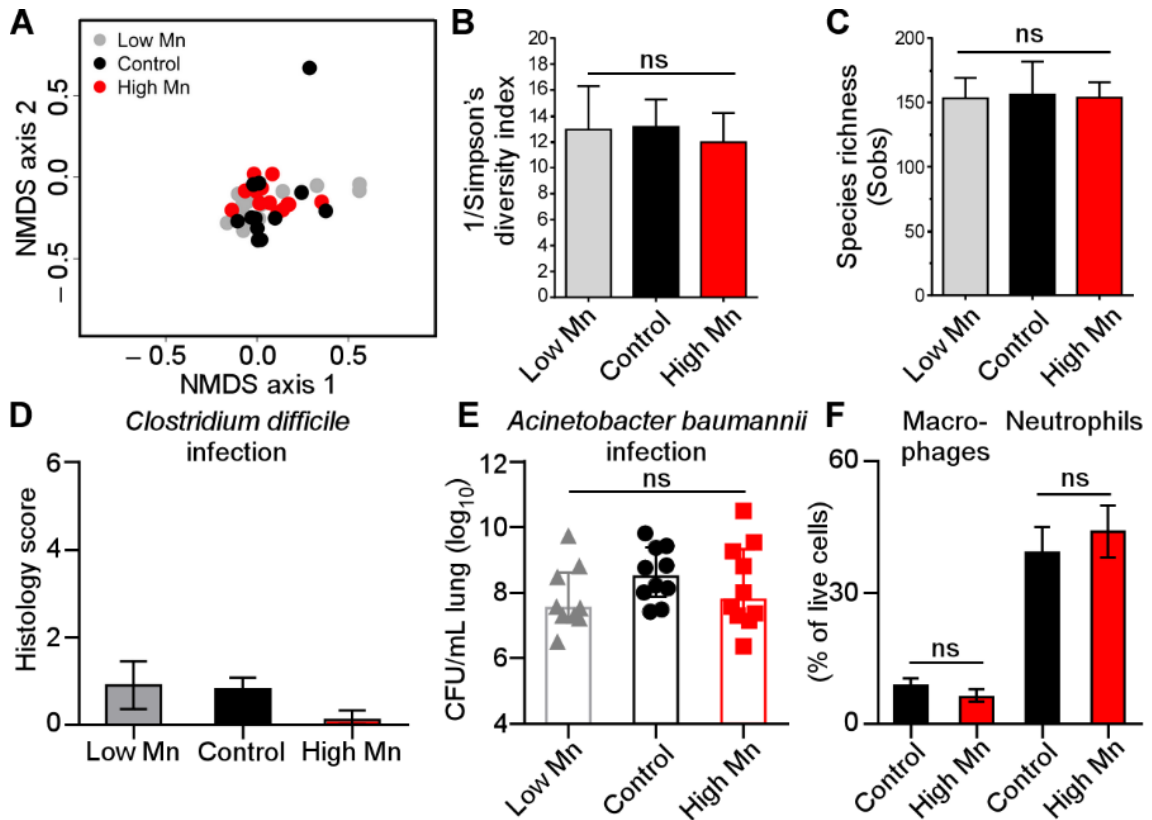 A
Low Mn
Control
High Mn
0.5
0.0
– 0.5
NMDS axis 2
– 0.5
0.0
0.5
NMDS axis 1
B
ns
1/Simpson's
diversity index
20
18
16
14
12
10
8
6
4
2
0
Low Mn
Control
High Mn
C
ns
Species richness
(Sobs)
200
150
100
50
0
Low Mn
Control
High Mn
D
Clostridium difficile
infection
Histology score
6
4
2
0
Low Mn
Control
High Mn
E
Acinetobacter baumannii
infection
ns
CFU/mL lung (log10)
12
10
8
6
4
Low Mn
Control
High Mn
F
Macro-
phages
Neutrophils
ns
ns
(% of live cells)
60
30
0
Control
High Mn
Control
High Mn